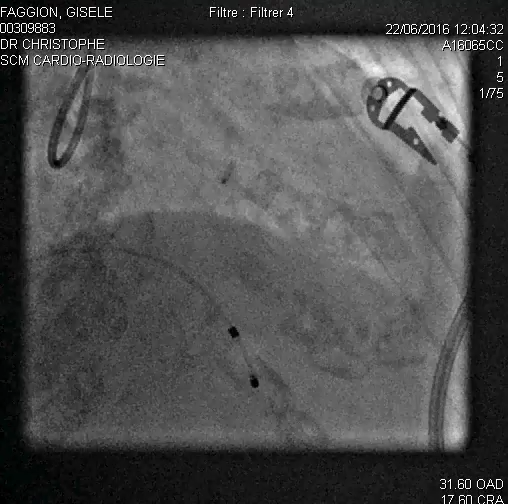 FAGGION, GISELE
00309883
DR CHRISTOPHE
SCM CARDIO-RADIOLOGIE
Filtre : Filtrer 4
22/06/2016 12:04:32
A16065CC
1
5
1/75
31.60 OAD
17.60 CRA